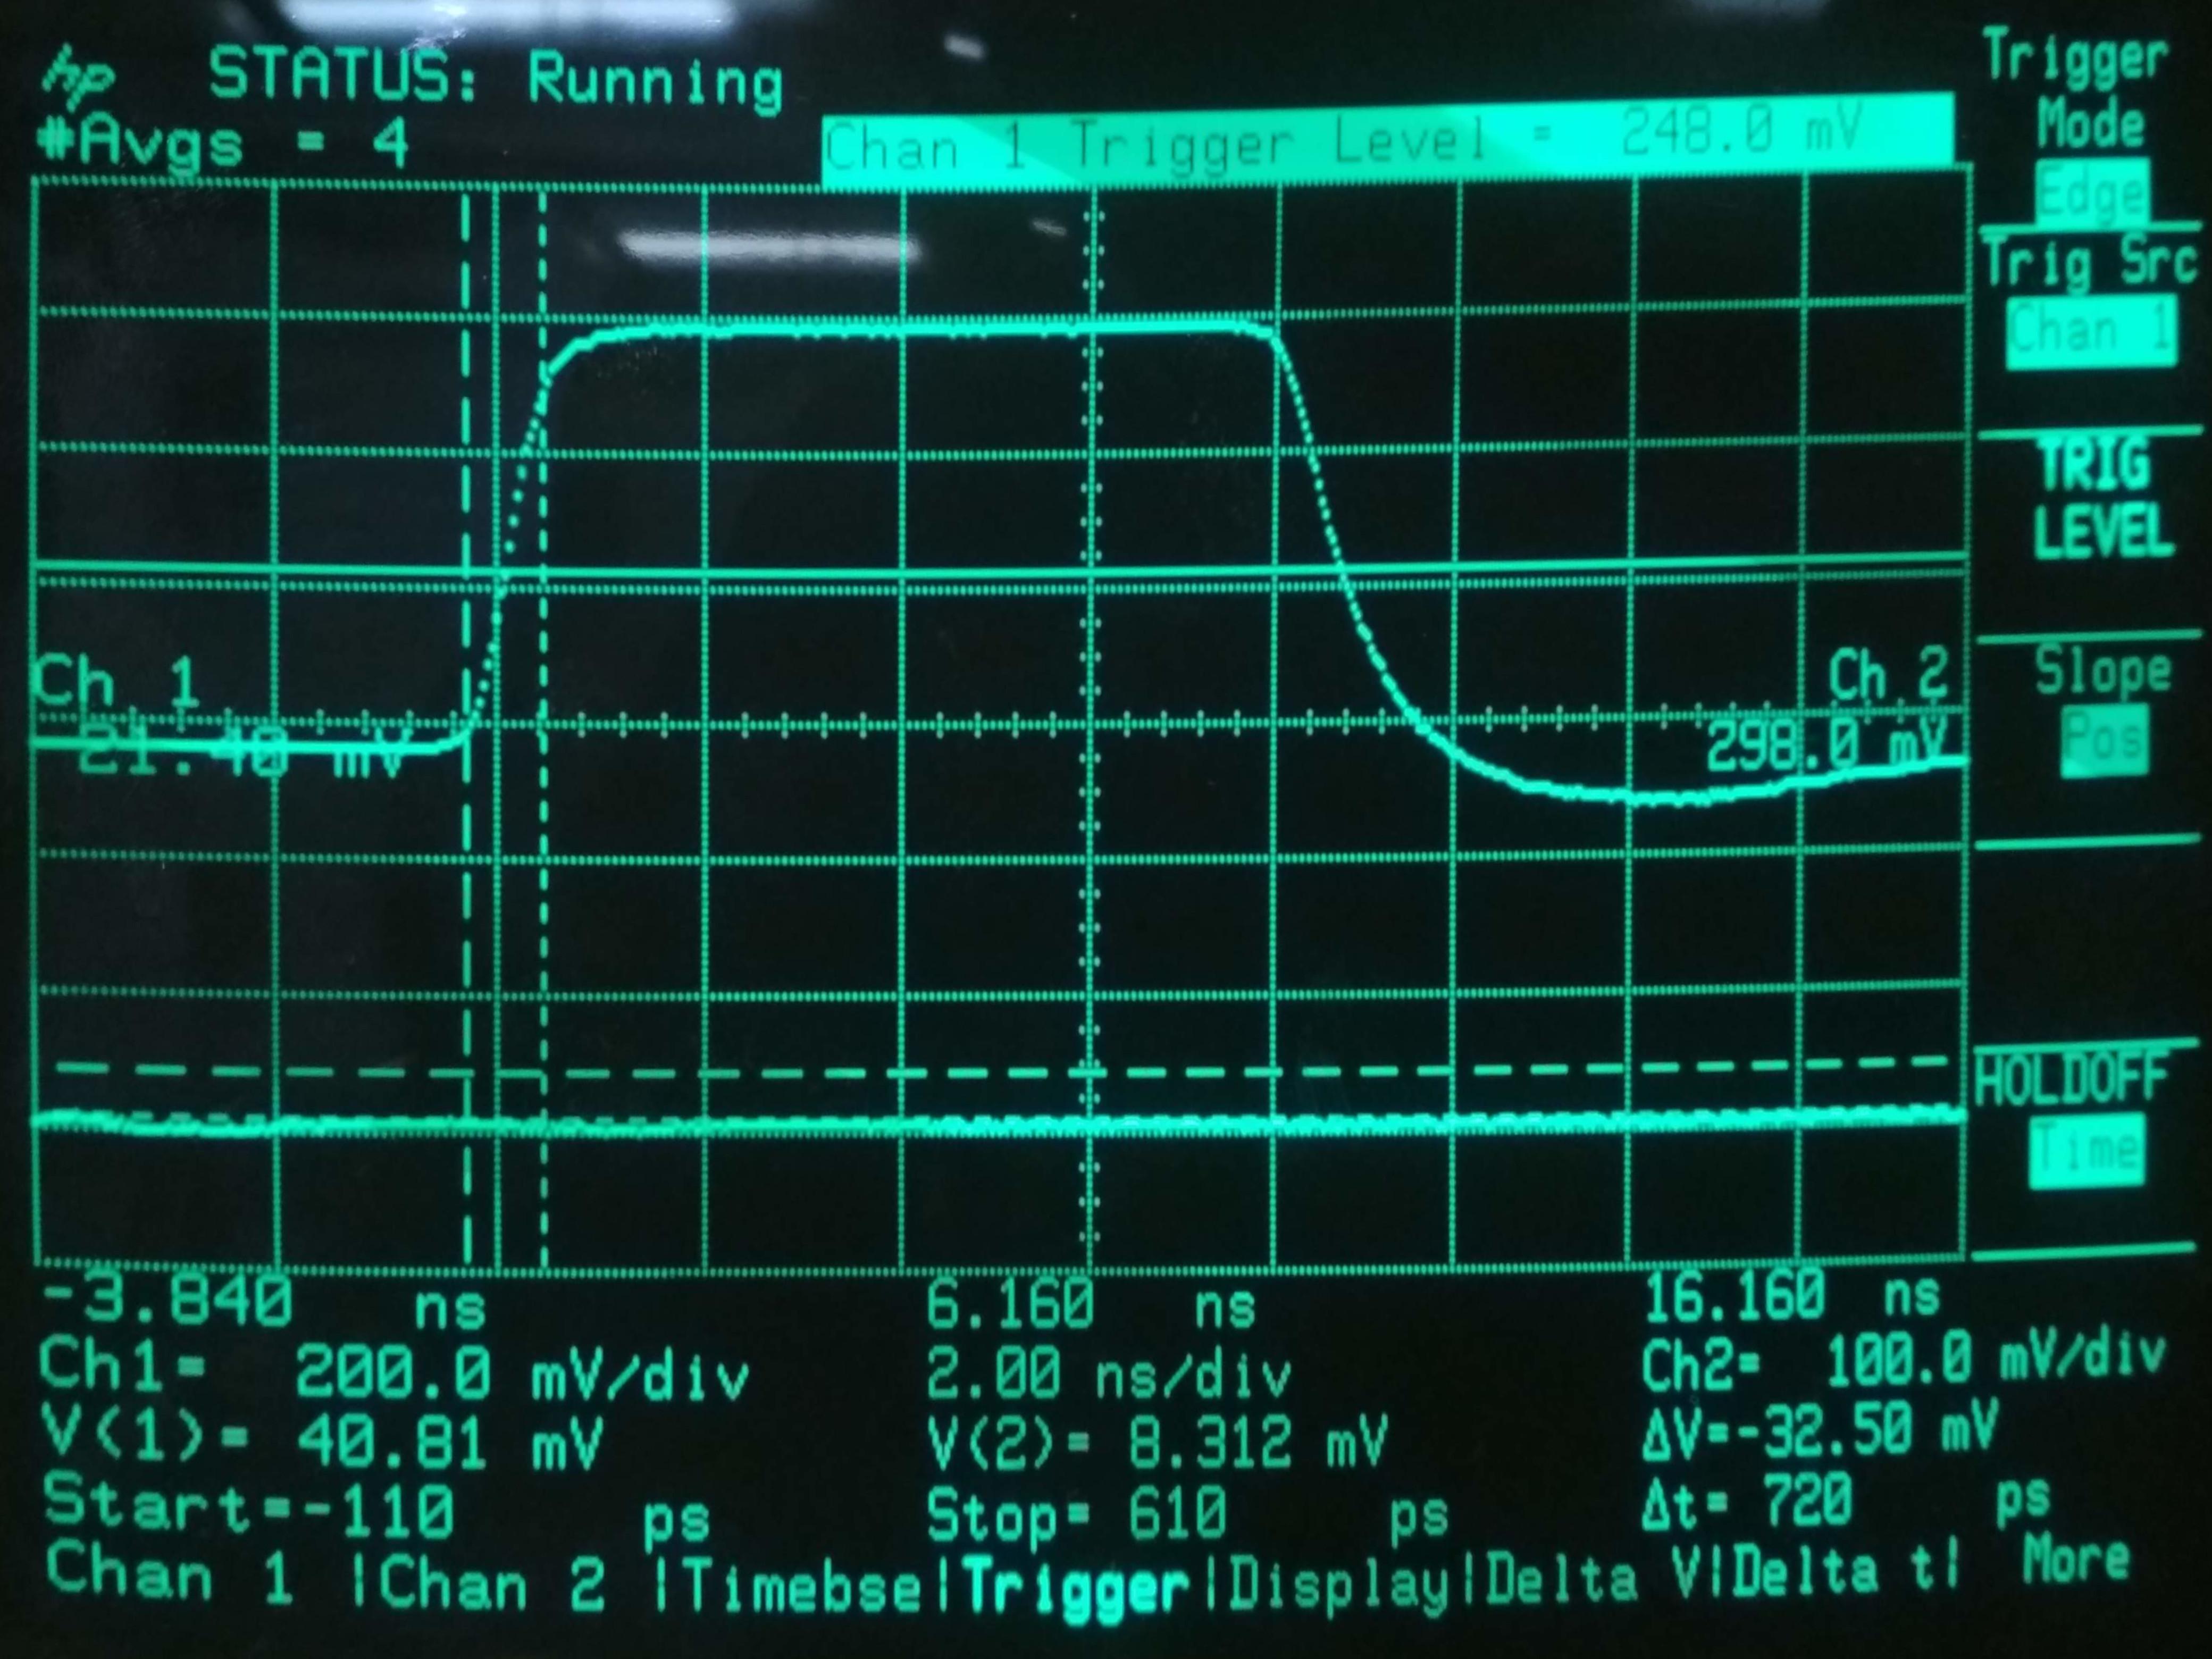 hp STATUS: Running
#Avgs = 4
Chan 1 Trigger Level = 248.0 mV
Trigger
Mode
Edge
Trig Src
Chan 1
TRIG
LEVEL
Slope
Pos
HOLDOFF
Time
Ch 1
21.40 mV
Ch 2
298.0 mV
-3.840 ns 6.160 ns 16.160 ns
Ch1= 200.0 mV/div 2.00 ns/div Ch2= 100.0 mV/div
V(1)= 40.81 mV V(2)= 8.312 mV ΔV=-32.50 mV
Start=-110 ps Stop= 610 ps Δt= 720 ps
Chan 1 |Chan 2 |Timebse|Trigger|Display|Delta V|Delta t| More